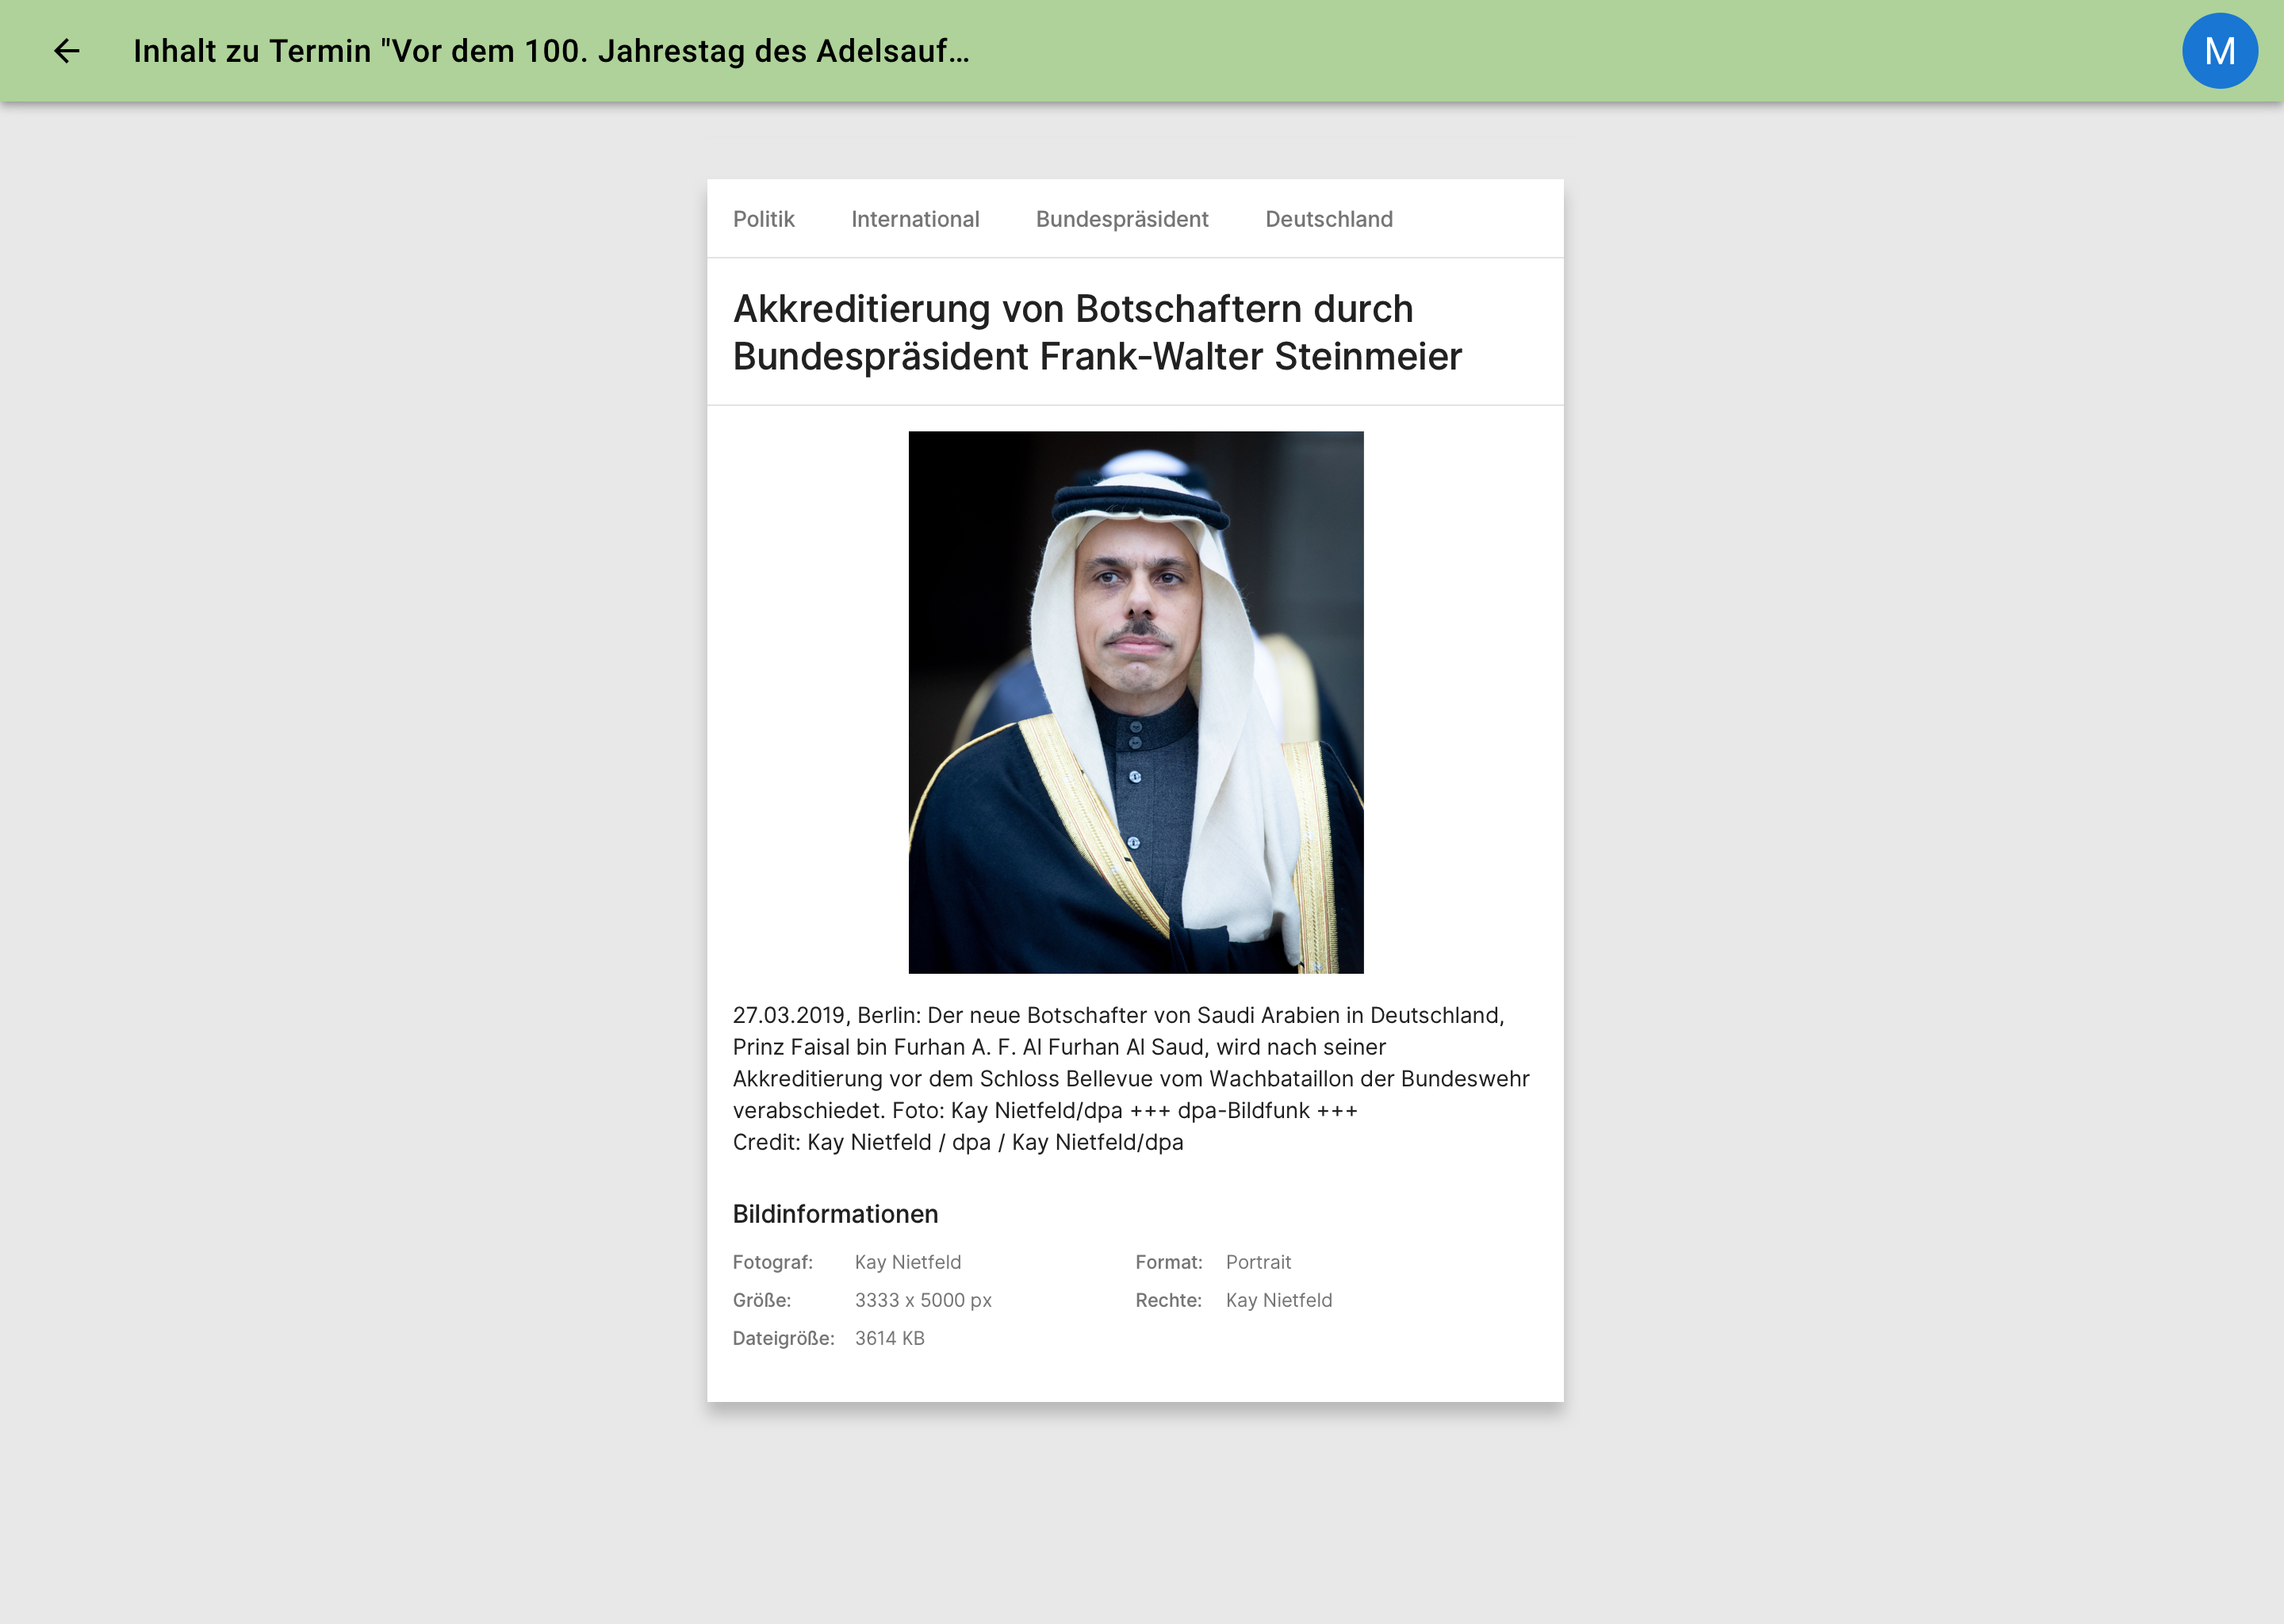 Inhalt zu Termin "Vor dem 100. Jahrestag des Adelsauf...
M
Politik International Bundespräsident Deutschland
Akkreditierung von Botschaftern durch
Bundespräsident Frank-Walter Steinmeier
27.03.2019, Berlin: Der neue Botschafter von Saudi Arabien in Deutschland,
Prinz Faisal bin Furhan A. F. Al Furhan Al Saud, wird nach seiner
Akkreditierung vor dem Schloss Bellevue vom Wachbataillon der Bundeswehr
verabschiedet. Foto: Kay Nietfeld/dpa +++ dpa-Bildfunk +++
Credit: Kay Nietfeld / dpa / Kay Nietfeld/dpa
Bildinformationen
Fotograf: Kay Nietfeld Format: Portrait
Größe: 3333 x 5000 px Rechte: Kay Nietfeld
Dateigröße: 3614 KB